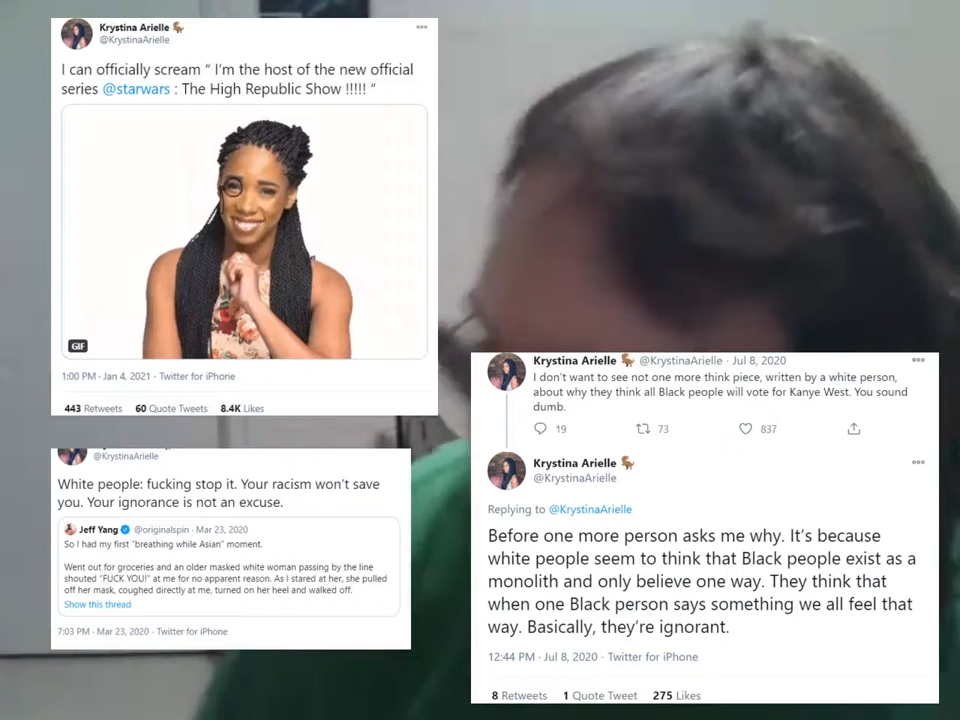 Krystina Arielle
@KrystinaArielle
I can officially scream “ I'm the host of the new official
series @starwars : The High Republic Show !!!!! “
GIF
1:00 PM · Jan 4, 2021 · Twitter for iPhone
443 Retweets 60 Quote Tweets 8.4K Likes
@KrystinaArielle
White people: fucking stop it. Your racism won't save
you. Your ignorance is not an excuse.
Jeff Yang @originalspin · Mar 23, 2020
So I had my first "breathing while Asian" moment.
Went out for groceries and an older masked white woman passing by the line
shouted "FUCK YOU!" at me for no apparent reason. As I stared at her, she pulled
off her mask, coughed directly at me, turned on her heel and walked off.
Show this thread
7:03 PM · Mar 23, 2020 · Twitter for iPhone
Krystina Arielle @KrystinaArielle · Jul 8, 2020
I don't want to see not one more think piece, written by a white person,
about why they think all Black people will vote for Kanye West. You sound
dumb.
19 73 837
Krystina Arielle
@KrystinaArielle
Replying to @KrystinaArielle
Before one more person asks me why. It's because
white people seem to think that Black people exist as a
monolith and only believe one way. They think that
when one Black person says something we all feel that
way. Basically, they're ignorant.
12:44 PM · Jul 8, 2020 · Twitter for iPhone
8 Retweets 1 Quote Tweet 275 Likes